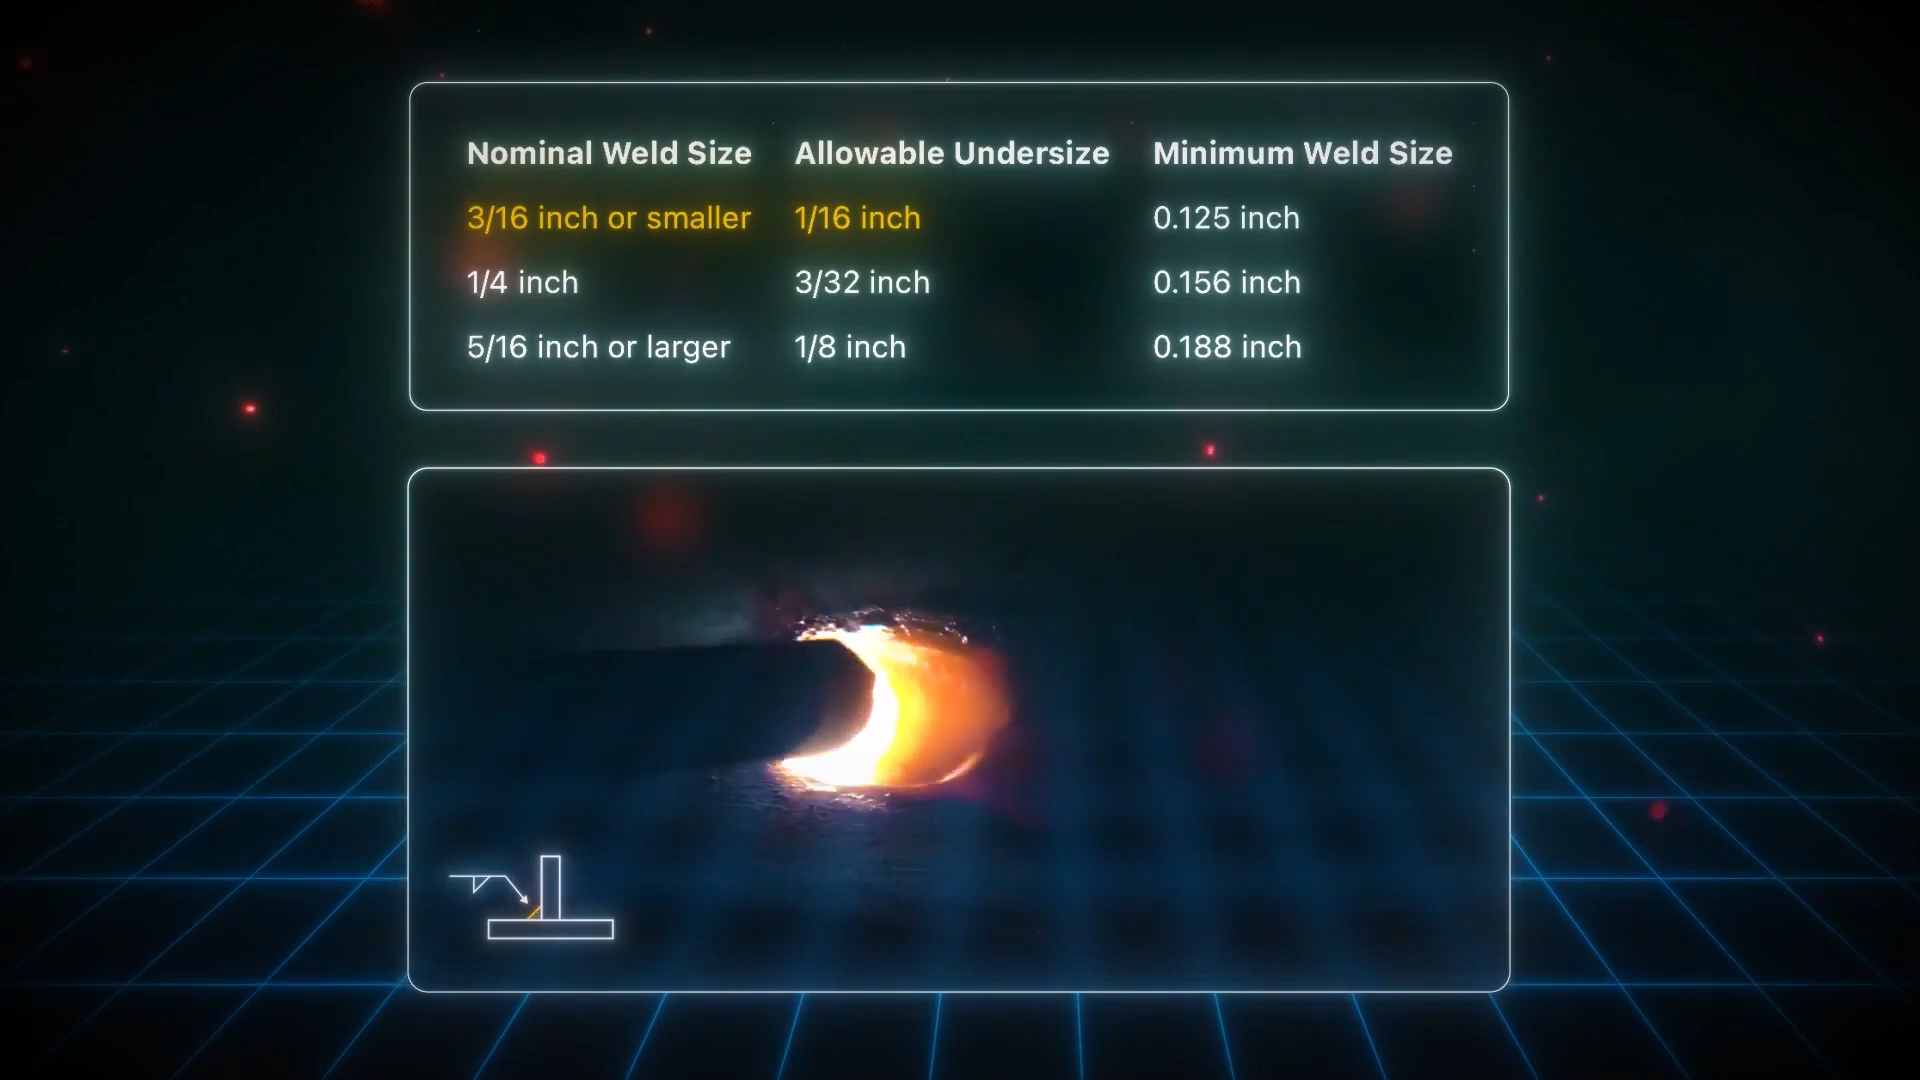 Nominal Weld Size Allowable Undersize Minimum Weld Size
3/16 inch or smaller 1/16 inch 0.125 inch
1/4 inch 3/32 inch 0.156 inch
5/16 inch or larger 1/8 inch 0.188 inch